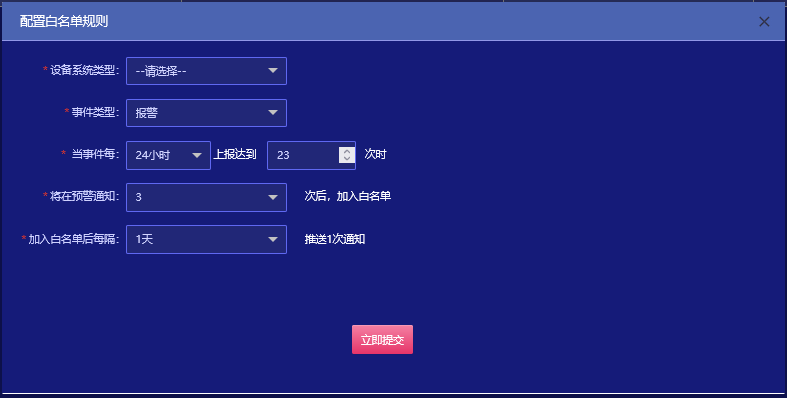 配置白名单规则
*设备系统类型: --请选择--
*事件类型: 报警
* 当事件每: 24小时 上报达到 23 次时
*将在预警通知: 3 次后，加入白名单
*加入白名单后每隔: 1天 推送1次通知
立即提交